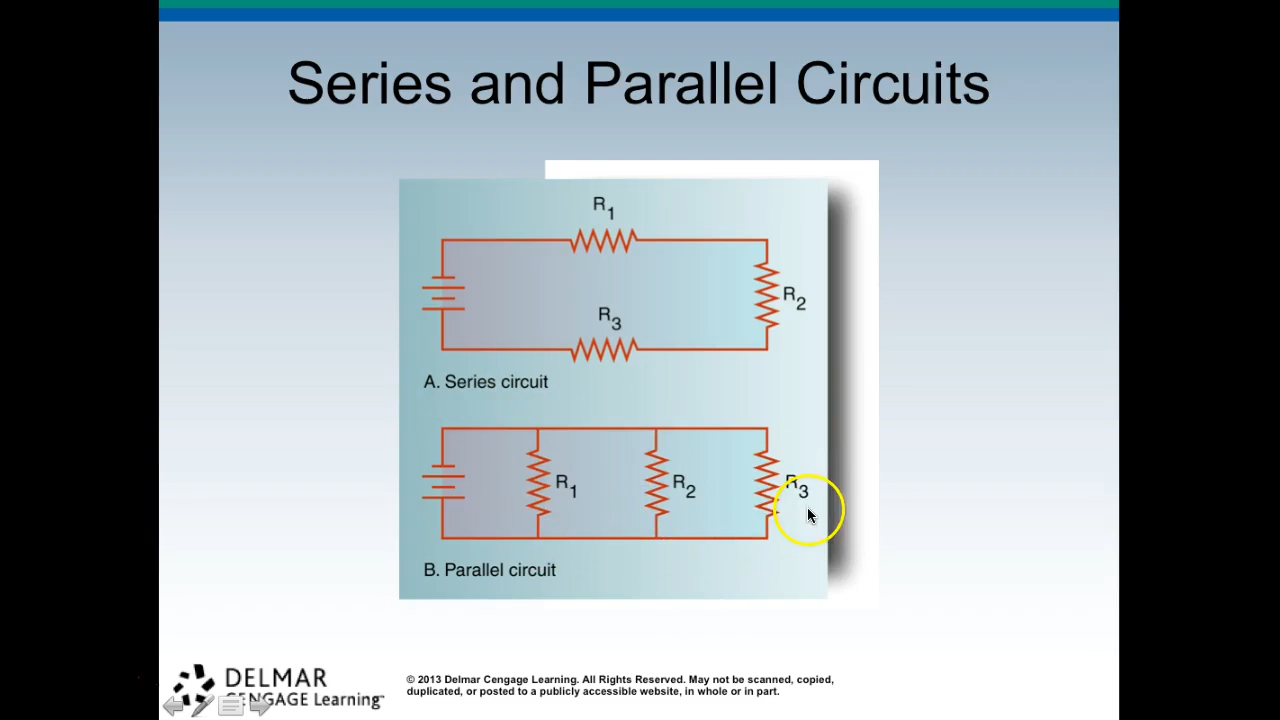 Series and Parallel Circuits
R1
R2
R3
A. Series circuit
R1
R2
R3
B. Parallel circuit
DELMAR
CENGAGE Learning™
© 2013 Delmar Cengage Learning. All Rights Reserved. May not be scanned, copied,
duplicated, or posted to a publicly accessible website, in whole or in part.